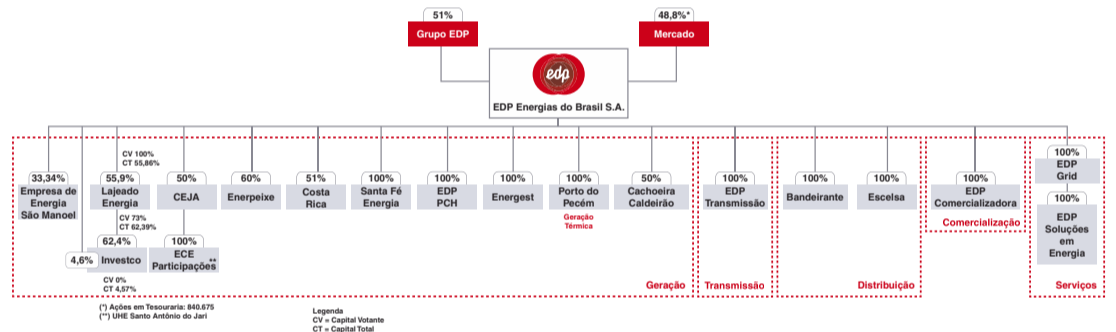 51%
Grupo EDP
48,8%*
Mercado
edp
EDP Energias do Brasil S.A.
CV 100%
CT 55,86%
33,34%
Empresa de
Energia
São Manoel
55,9%
Lajeado
Energia
50%
CEJA
60%
Enerpeixe
51%
Costa
Rica
100%
Santa Fé
Energia
100%
EDP
PCH
100%
Energest
100%
Porto do
Pecém
Geração
Térmica
50%
Cachoeira
Caldeirão
100%
EDP
Transmissão
100%
Bandeirante
100%
Escelsa
100%
EDP
Comercializadora
Comercialização
100%
EDP
Grid
100%
EDP
Soluções
em
Energia
CV 73%
CT 62,39%
4,6%
62,4%
Investco
100%
ECE
Participações**
CV 0%
CT 4,57%
Geração
Transmissão
Distribuição
Serviços
(*) Ações em Tesouraria: 840.675
(**) UHE Santo Antônio do Jari
Legenda
CV = Capital Votante
CT = Capital Total